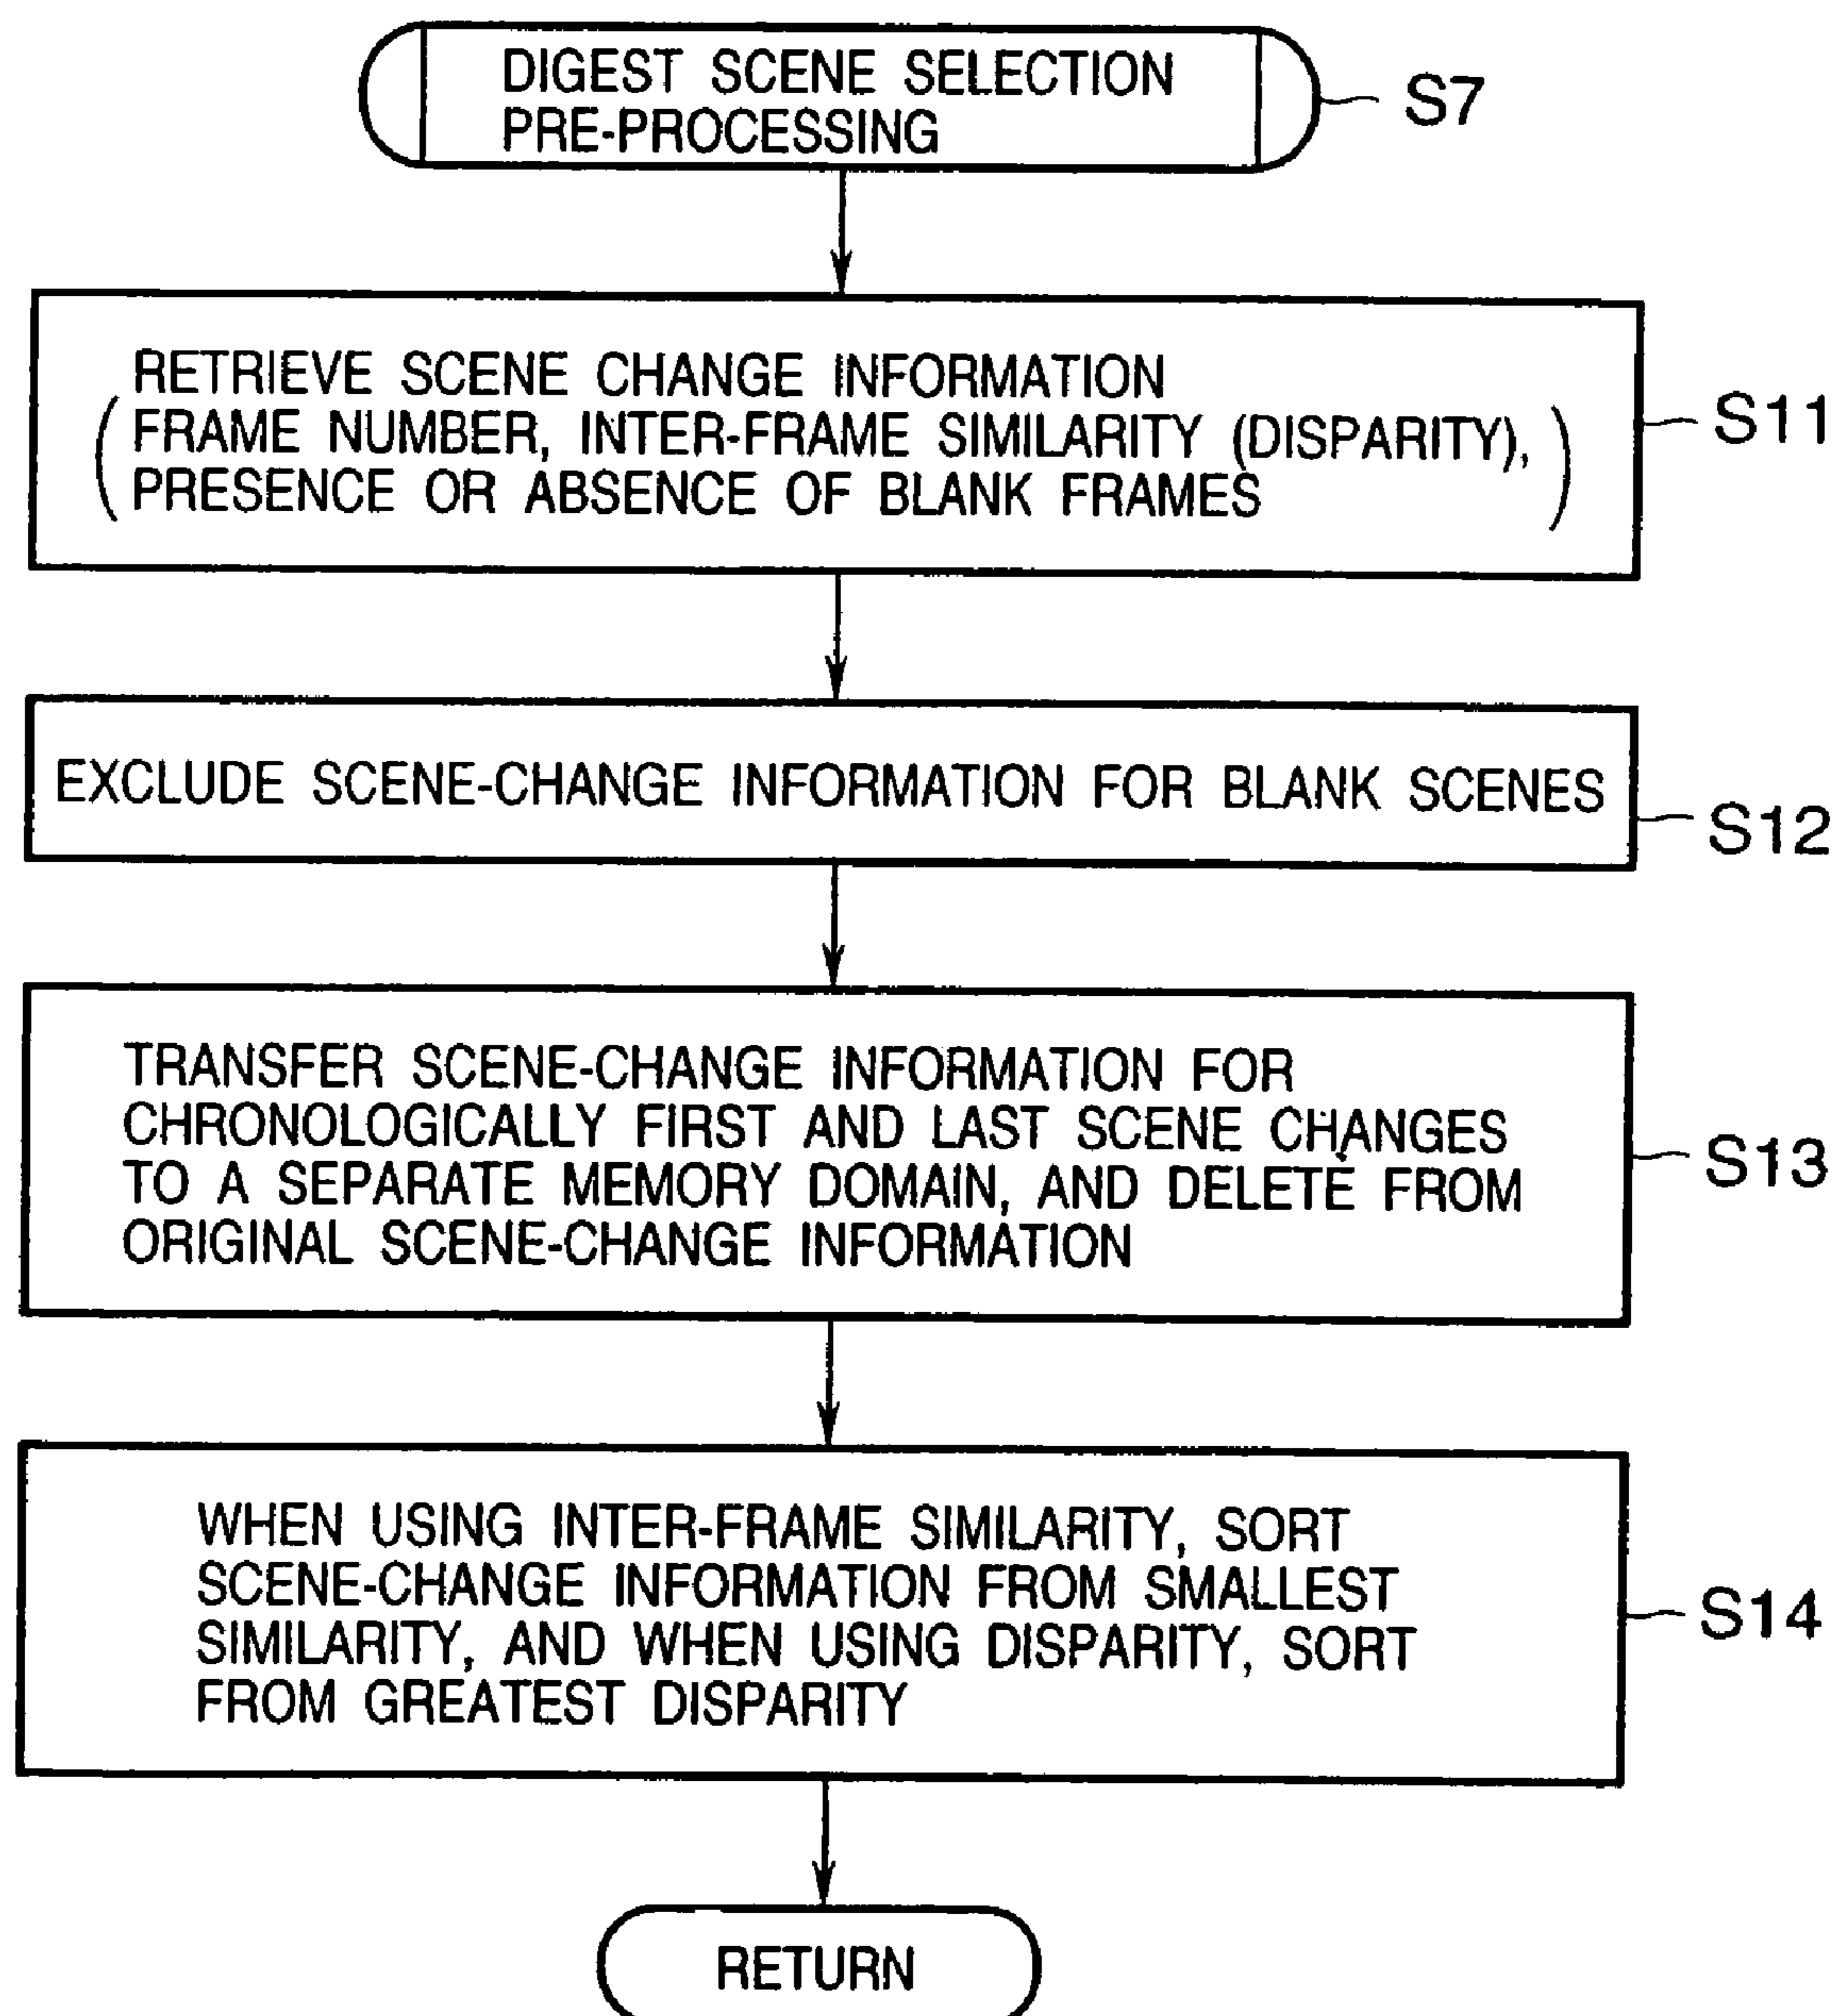 DIGEST SCENE SELECTION
PRE-PROCESSING
S7
RETRIEVE SCENE CHANGE INFORMATION
(FRAME NUMBER, INTER-FRAME SIMILARITY (DISPARITY),
PRESENCE OR ABSENCE OF BLANK FRAMES)
S11
EXCLUDE SCENE-CHANGE INFORMATION FOR BLANK SCENES
S12
TRANSFER SCENE-CHANGE INFORMATION FOR
CHRONOLOGICALLY FIRST AND LAST SCENE CHANGES
TO A SEPARATE MEMORY DOMAIN, AND DELETE FROM
ORIGINAL SCENE-CHANGE INFORMATION
S13
WHEN USING INTER-FRAME SIMILARITY, SORT
SCENE-CHANGE INFORMATION FROM SMALLEST
SIMILARITY, AND WHEN USING DISPARITY, SORT
FROM GREATEST DISPARITY
S14
RETURN